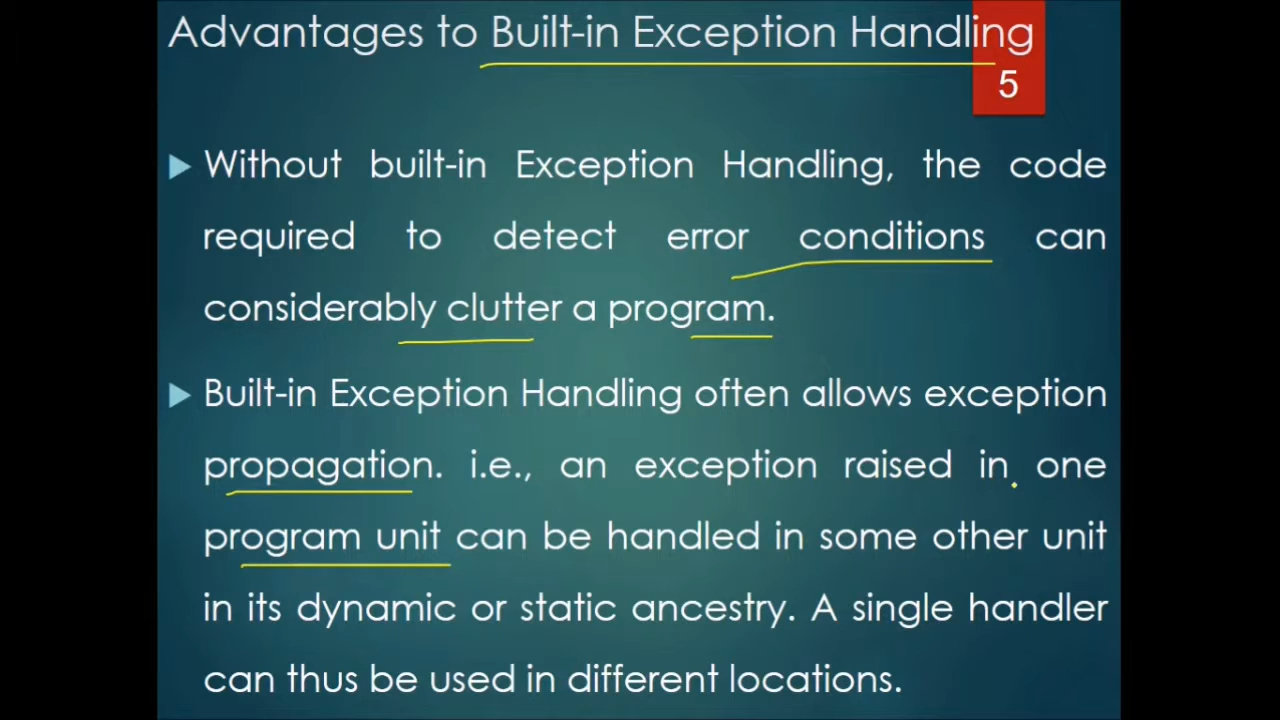 Advantages to Built-in Exception Handling
5
Without built-in Exception Handling, the code
required to detect error conditions can
considerably clutter a program.
Built-in Exception Handling often allows exception
propagation. i.e., an exception raised in one
program unit can be handled in some other unit
in its dynamic or static ancestry. A single handler
can thus be used in different locations.